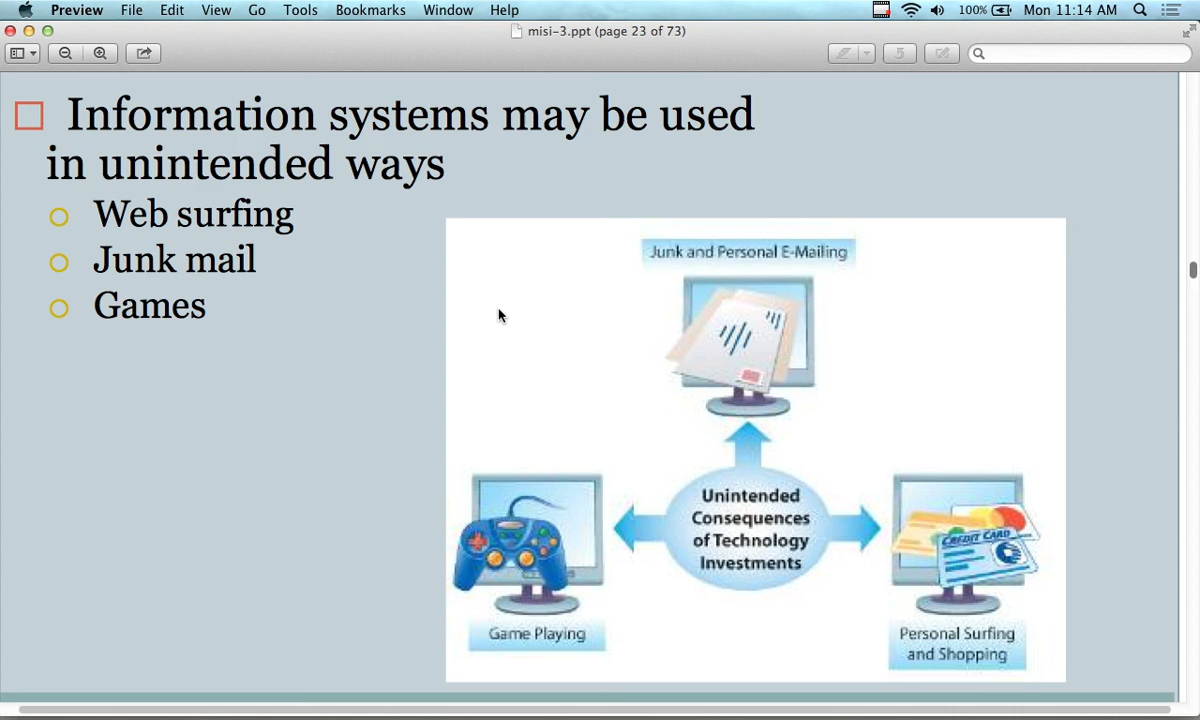 Preview File Edit View Go Tools Bookmarks Window Help 100% Mon 11:14 AM
misi-3.ppt (page 23 of 73)
Information systems may be used
in unintended ways
Web surfing
Junk mail
Games
Junk and Personal E-Mailing
Unintended
Consequences
of Technology
Investments
CREDIT CARD
Game Playing
Personal Surfing
and Shopping